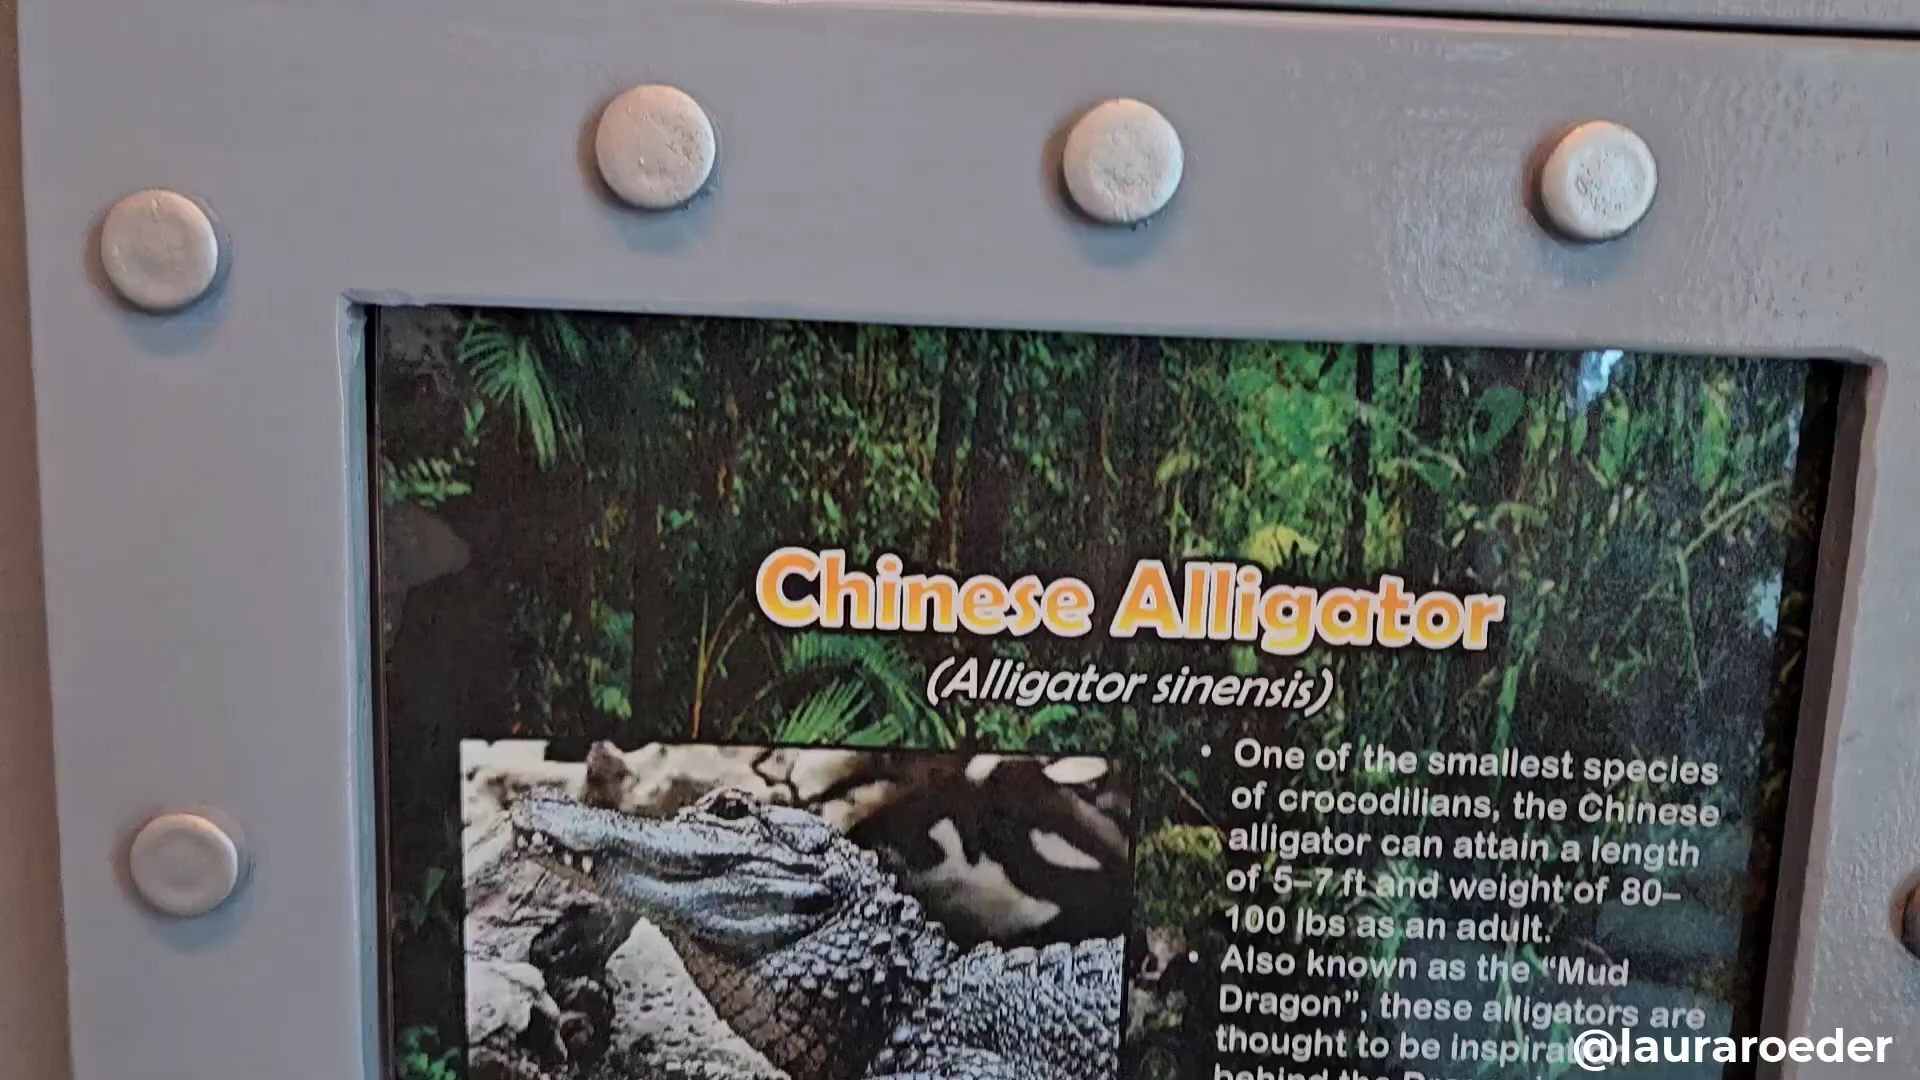 Chinese Alligator
(Alligator sinensis)
• One of the smallest species
of crocodilians, the Chinese
alligator can attain a length
of 5–7 ft and weight of 80–
100 lbs as an adult.
• Also known as the “Mud
Dragon”, these alligators are
thought to be
behind the
@lauraroeder